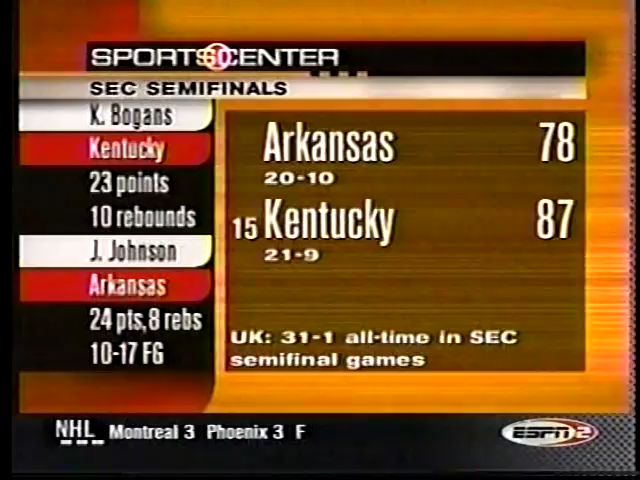 SPORTSCENTER
SEC SEMIFINALS
K. Bogans
Kentucky
23 points
10 rebounds
J. Johnson
Arkansas
24 pts, 8 rebs
10-17 FG
Arkansas 78
20-10
15 Kentucky 87
21-9
UK: 31-1 all-time in SEC
semifinal games
NHL Montreal 3 Phoenix 3 F
ESPN2